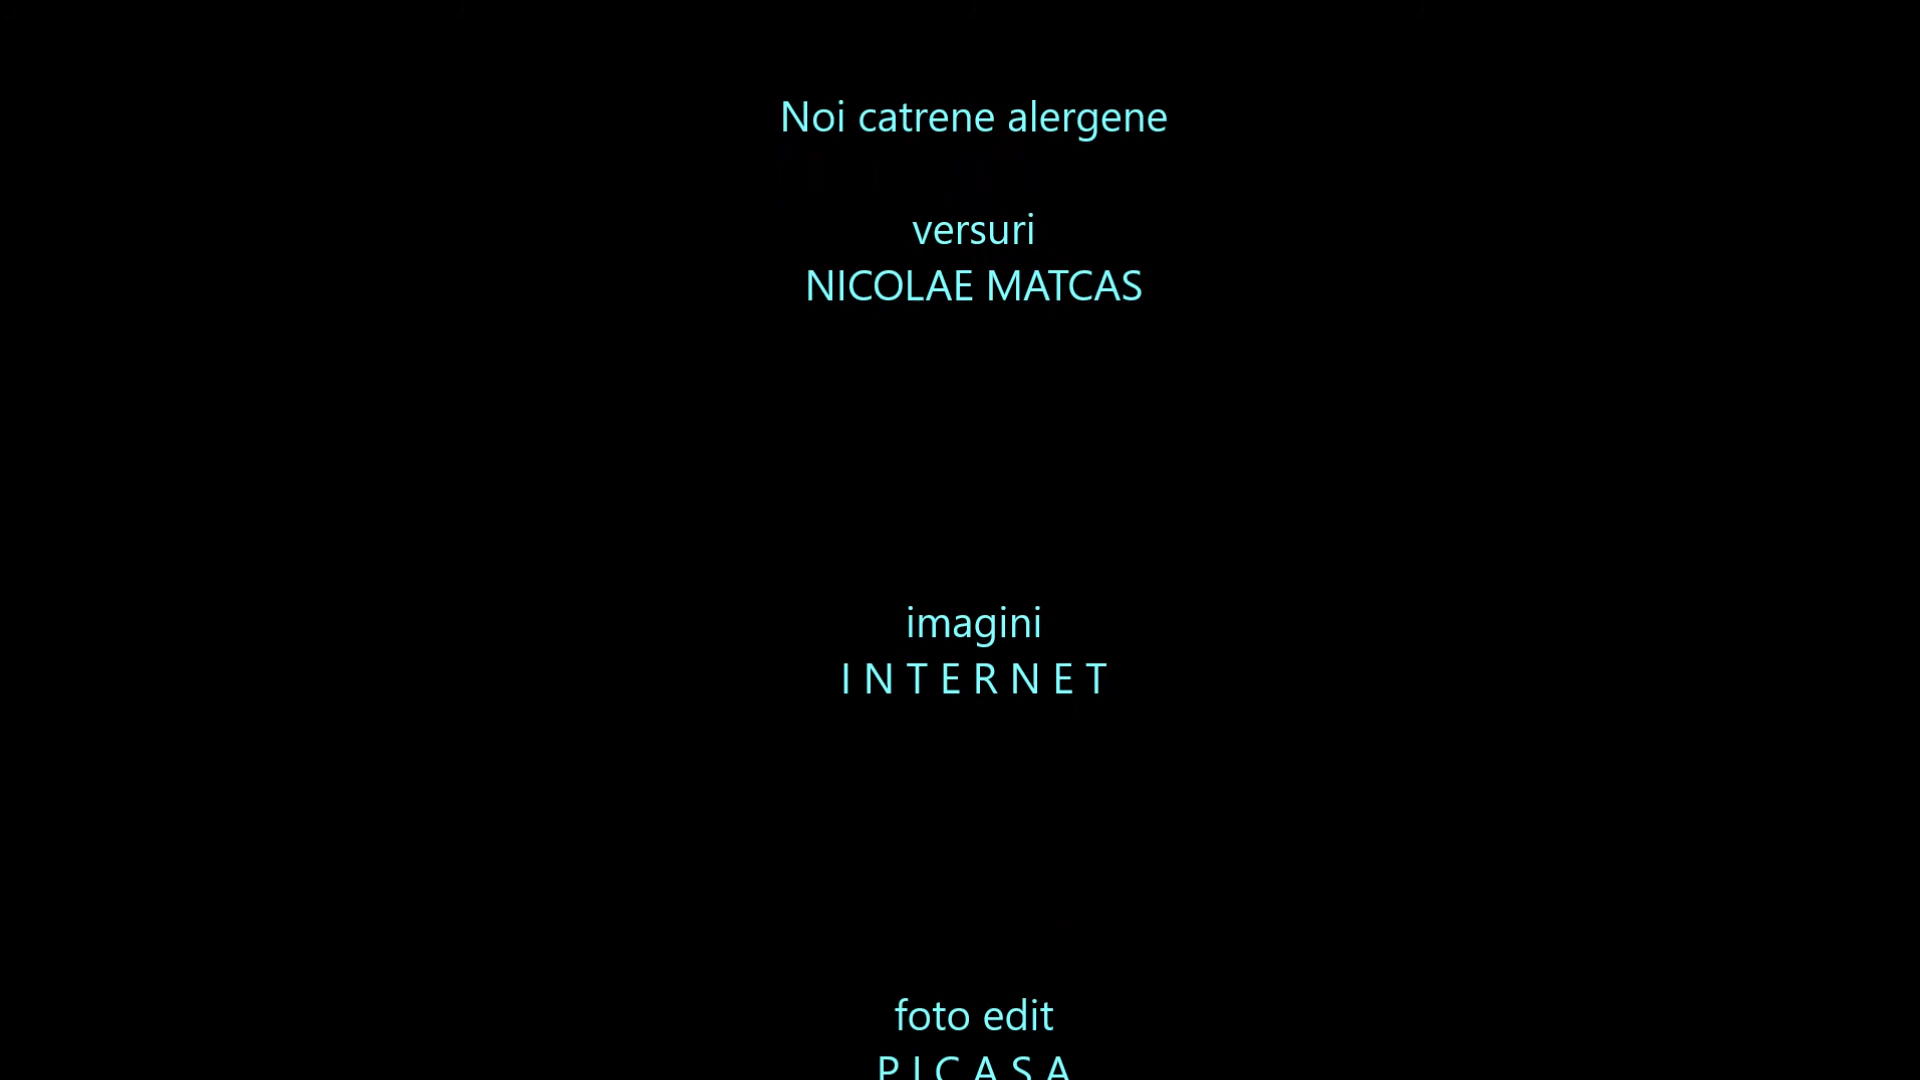 Noi catrene alergene
versuri
NICOLAE MATCAS
imagini
I N T E R N E T
foto edit
P I C A S A